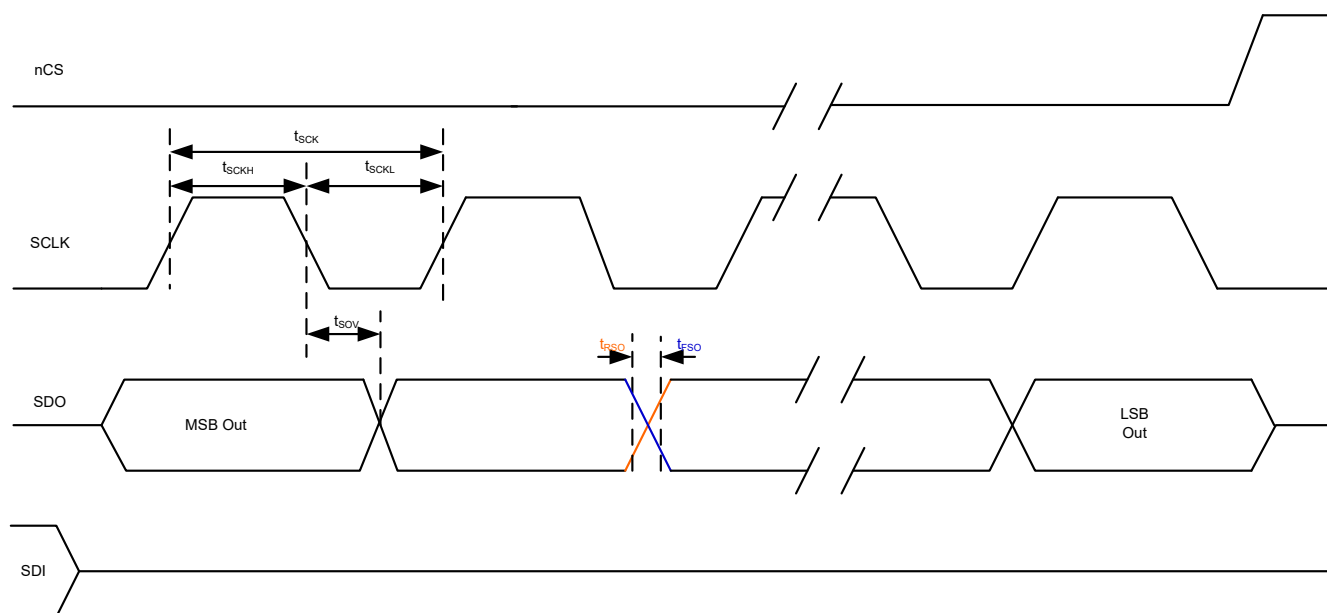 nCS
tSCK
tSCKH
tSCKL
SCLK
tSOV
tRSO
tFSO
SDO
MSB Out
LSB
Out
SDI